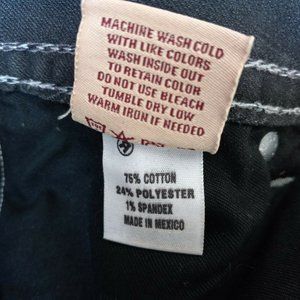 MACHINE WASH COLD
WITH LIKE COLORS
WASH INSIDE OUT
TO RETAIN COLOR
DO NOT USE BLEACH
TUMBLE DRY LOW
WARM IRON IF NEEDED
75% COTTON
24% POLYESTER
1% SPANDEX
MADE IN MEXICO